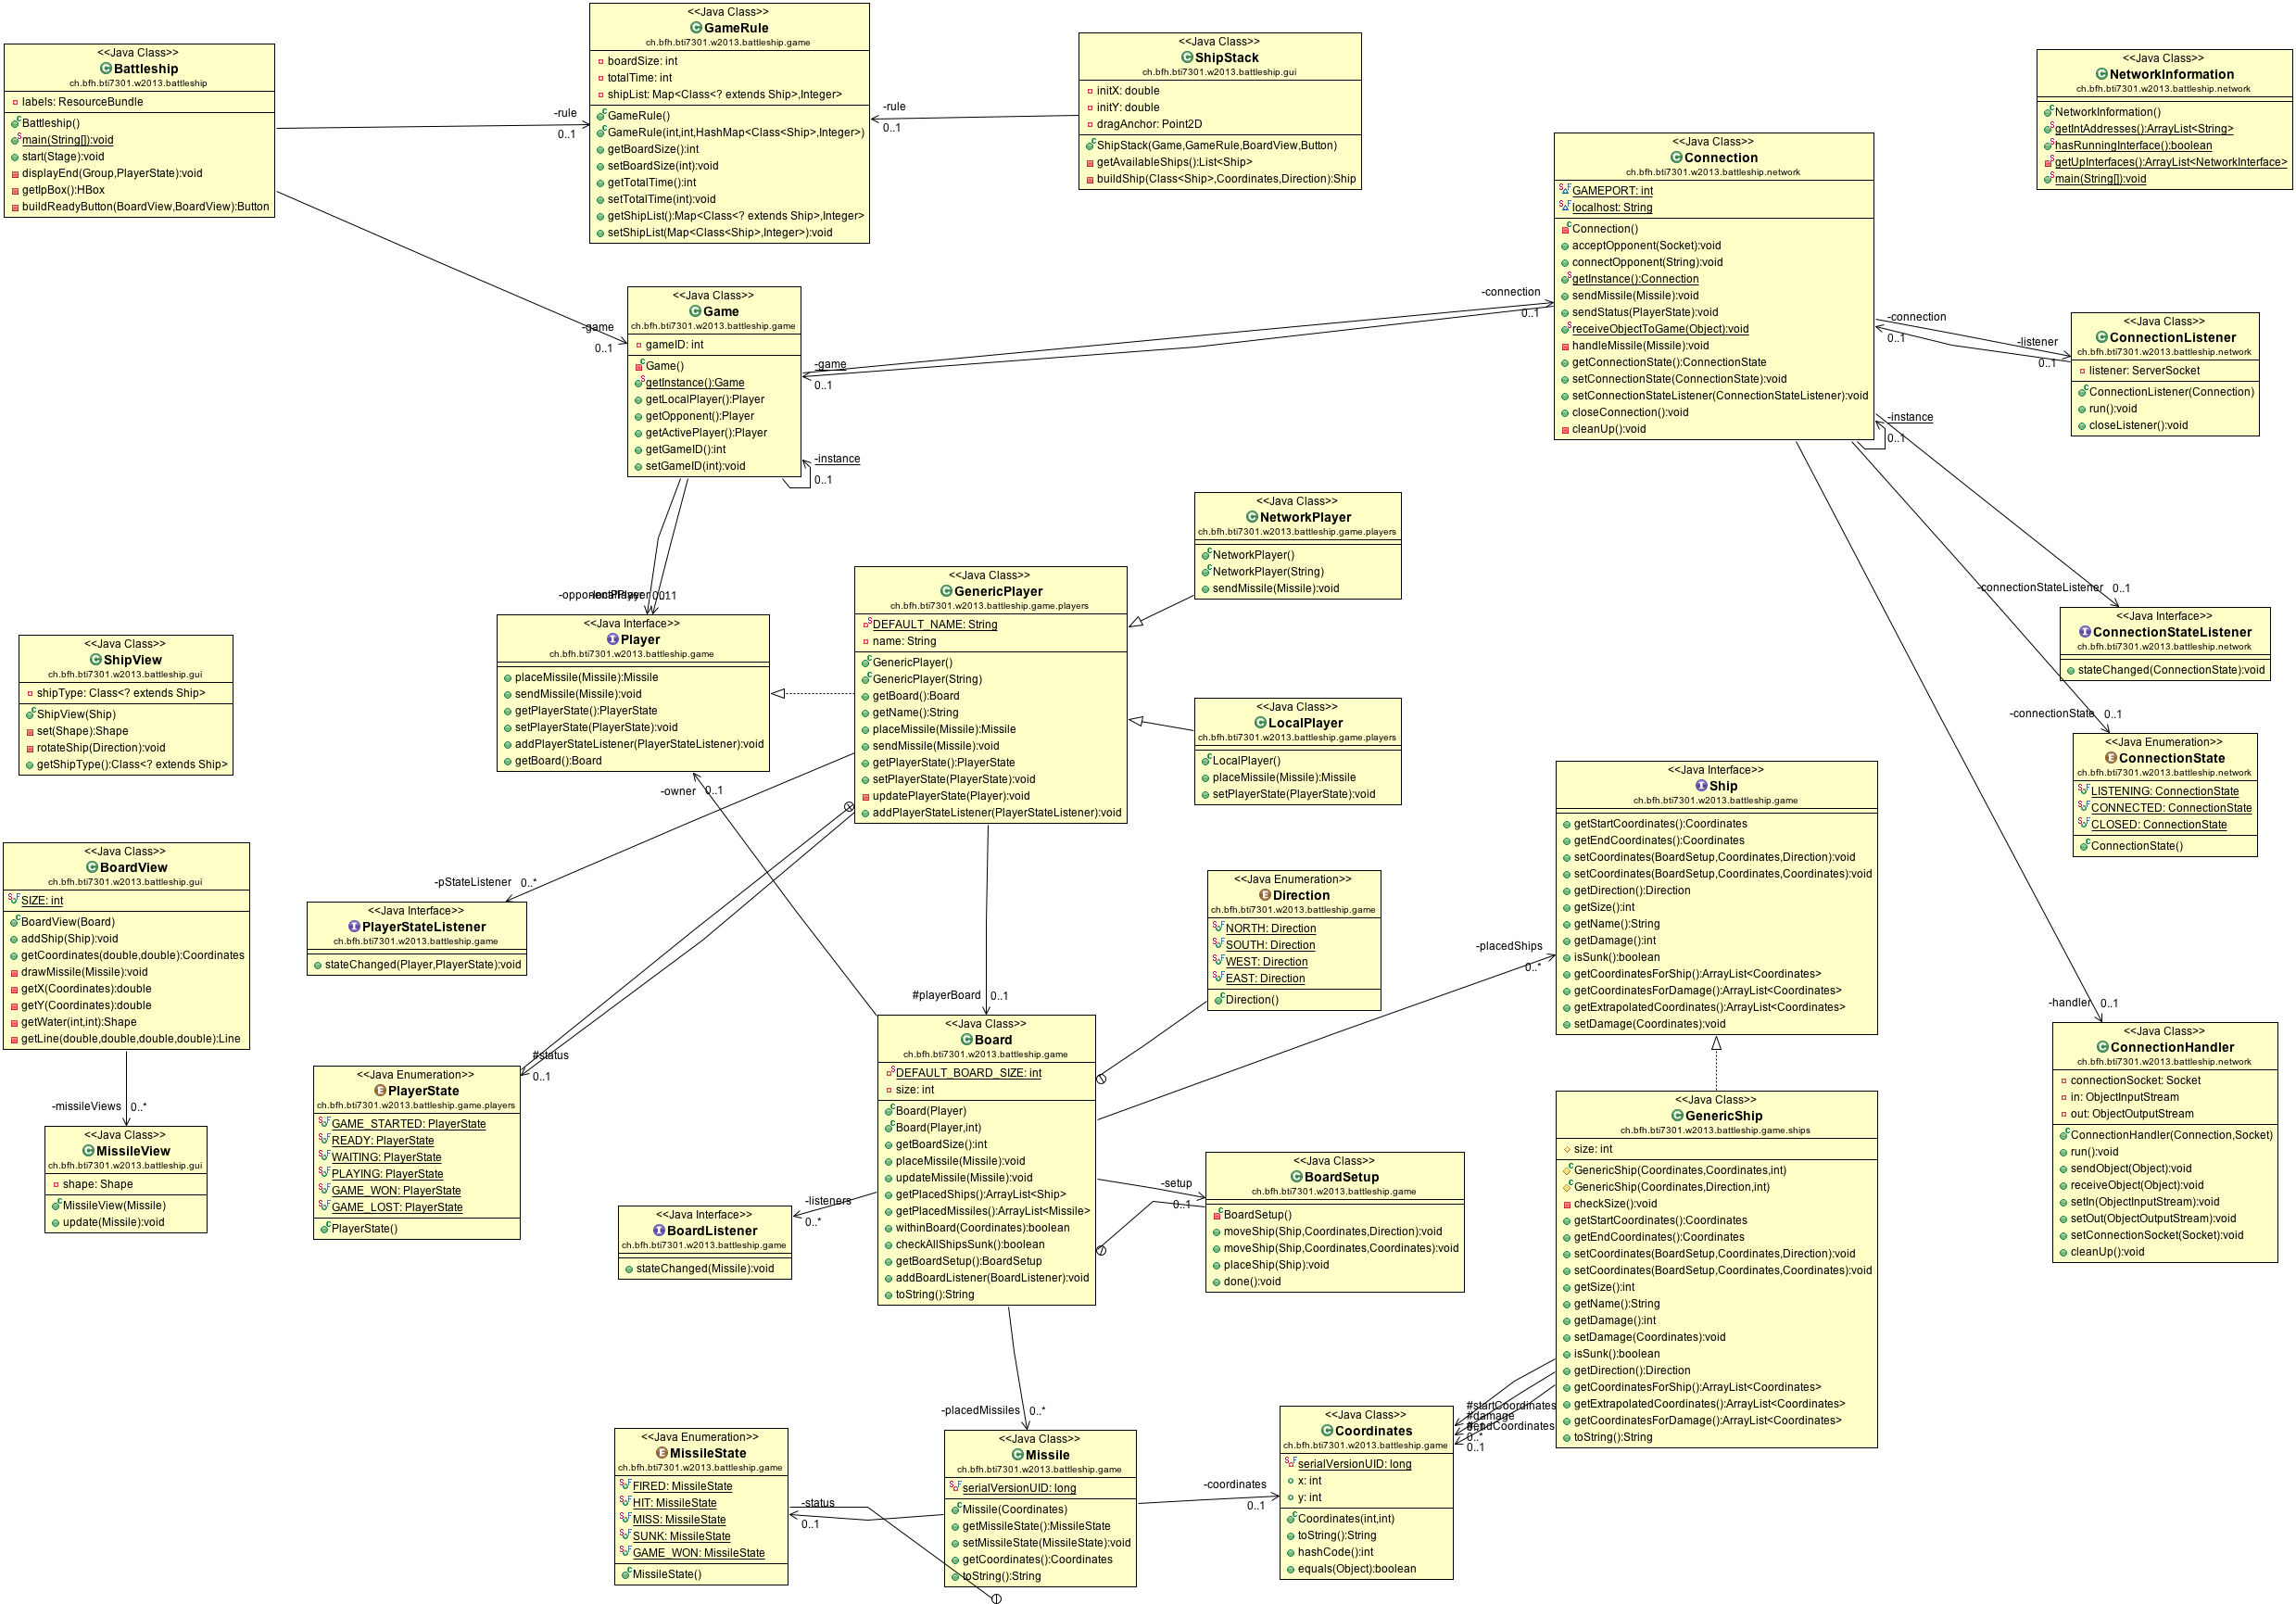 <<Java Class>>
Battleship
ch.bfh.bti7301.w2013.battleship
labels: ResourceBundle
Battleship()
main(String[]):void
start(Stage):void
displayEnd(Group,PlayerState):void
getIpBox():HBox
buildReadyButton(BoardView,BoardView):Button
-rule
0..1
-game
0..1
<<Java Class>>
GameRule
ch.bfh.bti7301.w2013.battleship.game
boardSize: int
totalTime: int
shipList: Map<Class<? extends Ship>,Integer>
GameRule()
GameRule(int,int,HashMap<Class<Ship>,Integer>)
getBoardSize():int
setBoardSize(int):void
getTotalTime():int
setTotalTime(int):void
getShipList():Map<Class<? extends Ship>,Integer>
setShipList(Map<Class<Ship>,Integer>):void
-rule
0..1
<<Java Class>>
ShipStack
ch.bfh.bti7301.w2013.battleship.gui
initX: double
initY: double
dragAnchor: Point2D
ShipStack(Game,GameRule,BoardView,Button)
getAvailableShips():List<Ship>
buildShip(Class<Ship>,Coordinates,Direction):Ship
<<Java Class>>
NetworkInformation
ch.bfh.bti7301.w2013.battleship.network
NetworkInformation()
getIntAddresses():ArrayList<String>
hasRunningInterface():boolean
getUpInterfaces():ArrayList<NetworkInterface>
main(String[]):void
<<Java Class>>
Connection
ch.bfh.bti7301.w2013.battleship.network
GAMEPORT: int
localhost: String
Connection()
acceptOpponent(Socket):void
connectOpponent(String):void
getInstance():Connection
sendMissile(Missile):void
sendStatus(PlayerState):void
receiveObjectToGame(Object):void
handleMissile(Missile):void
getConnectionState():ConnectionState
setConnectionState(ConnectionState):void
setConnectionStateListener(ConnectionStateListener):void
closeConnection():void
cleanUp():void
-connection
0..1
-connection
0..1
-listener
0..1
-instance
0..1
<<Java Class>>
ConnectionListener
ch.bfh.bti7301.w2013.battleship.network
listener: ServerSocket
ConnectionListener(Connection)
run():void
closeListener():void
<<Java Class>>
Game
ch.bfh.bti7301.w2013.battleship.game
gameID: int
Game()
getInstance():Game
getLocalPlayer():Player
getOpponent():Player
getActivePlayer():Player
getGameID():int
setGameID(int):void
-game
0..1
-instance
0..1
<<Java Class>>
NetworkPlayer
ch.bfh.bti7301.w2013.battleship.game.players
NetworkPlayer()
NetworkPlayer(String)
sendMissile(Missile):void
<<Java Class>>
GenericPlayer
ch.bfh.bti7301.w2013.battleship.game.players
DEFAULT_NAME: String
name: String
GenericPlayer()
GenericPlayer(String)
getBoard():Board
getName():String
placeMissile(Missile):Missile
sendMissile(Missile):void
getPlayerState():PlayerState
setPlayerState(PlayerState):void
updatePlayerState(Player):void
addPlayerStateListener(PlayerStateListener):void
<<Java Interface>>
Player
ch.bfh.bti7301.w2013.battleship.game
placeMissile(Missile):Missile
sendMissile(Missile):void
getPlayerState():PlayerState
setPlayerState(PlayerState):void
addPlayerStateListener(PlayerStateListener):void
getBoard():Board
-owner
0..1
<<Java Class>>
LocalPlayer
ch.bfh.bti7301.w2013.battleship.game.players
LocalPlayer()
placeMissile(Missile):Missile
setPlayerState(PlayerState):void
-connectionStateListener
0..1
<<Java Interface>>
ConnectionStateListener
ch.bfh.bti7301.w2013.battleship.network
stateChanged(ConnectionState):void
-connectionState
0..1
<<Java Enumeration>>
ConnectionState
ch.bfh.bti7301.w2013.battleship.network
LISTENING: ConnectionState
CONNECTED: ConnectionState
CLOSED: ConnectionState
ConnectionState()
<<Java Class>>
ShipView
ch.bfh.bti7301.w2013.battleship.gui
shipType: Class<? extends Ship>
ShipView(Ship)
set(Shape):Shape
rotateShip(Direction):void
getShipType():Class<? extends Ship>
<<Java Class>>
BoardView
ch.bfh.bti7301.w2013.battleship.gui
SIZE: int
BoardView(Board)
addShip(Ship):void
getCoordinates(double,double):Coordinates
drawMissile(Missile):void
getX(Coordinates):double
getY(Coordinates):double
getWater(int,int):Shape
getLine(double,double,double,double):Line
-missileViews
0..*
<<Java Class>>
MissileView
ch.bfh.bti7301.w2013.battleship.gui
shape: Shape
MissileView(Missile)
update(Missile):void
-pStateListener
0..*
<<Java Interface>>
PlayerStateListener
ch.bfh.bti7301.w2013.battleship.game
stateChanged(Player,PlayerState):void
#status
0..1
<<Java Enumeration>>
PlayerState
ch.bfh.bti7301.w2013.battleship.game.players
GAME_STARTED: PlayerState
READY: PlayerState
WAITING: PlayerState
PLAYING: PlayerState
GAME_WON: PlayerState
GAME_LOST: PlayerState
PlayerState()
<<Java Enumeration>>
Direction
ch.bfh.bti7301.w2013.battleship.game
NORTH: Direction
SOUTH: Direction
WEST: Direction
EAST: Direction
Direction()
<<Java Interface>>
Ship
ch.bfh.bti7301.w2013.battleship.game
getStartCoordinates():Coordinates
getEndCoordinates():Coordinates
setCoordinates(BoardSetup,Coordinates,Direction):void
setCoordinates(BoardSetup,Coordinates,Coordinates):void
getDirection():Direction
getSize():int
getName():String
getDamage():int
isSunk():boolean
getCoordinatesForShip():ArrayList<Coordinates>
getCoordinatesForDamage():ArrayList<Coordinates>
getExtrapolatedCoordinates():ArrayList<Coordinates>
setDamage(Coordinates):void
-placedShips
0..*
#playerBoard
0..1
<<Java Class>>
Board
ch.bfh.bti7301.w2013.battleship.game
DEFAULT_BOARD_SIZE: int
size: int
Board(Player)
Board(Player,int)
getBoardSize():int
placeMissile(Missile):void
updateMissile(Missile):void
getPlacedShips():ArrayList<Ship>
getPlacedMissiles():ArrayList<Missile>
withinBoard(Coordinates):boolean
checkAllShipsSunk():boolean
getBoardSetup():BoardSetup
addBoardListener(BoardListener):void
toString():String
-listeners
0..*
<<Java Interface>>
BoardListener
ch.bfh.bti7301.w2013.battleship.game
stateChanged(Missile):void
-setup
0..1
<<Java Class>>
BoardSetup
ch.bfh.bti7301.w2013.battleship.game
BoardSetup()
moveShip(Ship,Coordinates,Direction):void
moveShip(Ship,Coordinates,Coordinates):void
placeShip(Ship):void
done():void
-handler
0..1
<<Java Class>>
ConnectionHandler
ch.bfh.bti7301.w2013.battleship.network
connectionSocket: Socket
in: ObjectInputStream
out: ObjectOutputStream
ConnectionHandler(Connection,Socket)
run():void
sendObject(Object):void
receiveObject(Object):void
setIn(ObjectInputStream):void
setOut(ObjectOutputStream):void
setConnectionSocket(Socket):void
cleanUp():void
<<Java Class>>
GenericShip
ch.bfh.bti7301.w2013.battleship.game.ships
size: int
GenericShip(Coordinates,Coordinates,int)
GenericShip(Coordinates,Direction,int)
checkSize():void
getStartCoordinates():Coordinates
getEndCoordinates():Coordinates
setCoordinates(BoardSetup,Coordinates,Direction):void
setCoordinates(BoardSetup,Coordinates,Coordinates):void
getSize():int
getName():String
getDamage():int
setDamage(Coordinates):void
isSunk():boolean
getDirection():Direction
getCoordinatesForShip():ArrayList<Coordinates>
getExtrapolatedCoordinates():ArrayList<Coordinates>
getCoordinatesForDamage():ArrayList<Coordinates>
toString():String
#startCoordinates
#damage
0..*
0..1
-placedMissiles
0..*
<<Java Enumeration>>
MissileState
ch.bfh.bti7301.w2013.battleship.game
FIRED: MissileState
HIT: MissileState
MISS: MissileState
SUNK: MissileState
GAME_WON: MissileState
MissileState()
-status
0..1
<<Java Class>>
Missile
ch.bfh.bti7301.w2013.battleship.game
serialVersionUID: long
Missile(Coordinates)
getMissileState():MissileState
setMissileState(MissileState):void
getCoordinates():Coordinates
toString():String
-coordinates
0..1
<<Java Class>>
Coordinates
ch.bfh.bti7301.w2013.battleship.game
serialVersionUID: long
x: int
y: int
Coordinates(int,int)
toString():String
hashCode():int
equals(Object):boolean